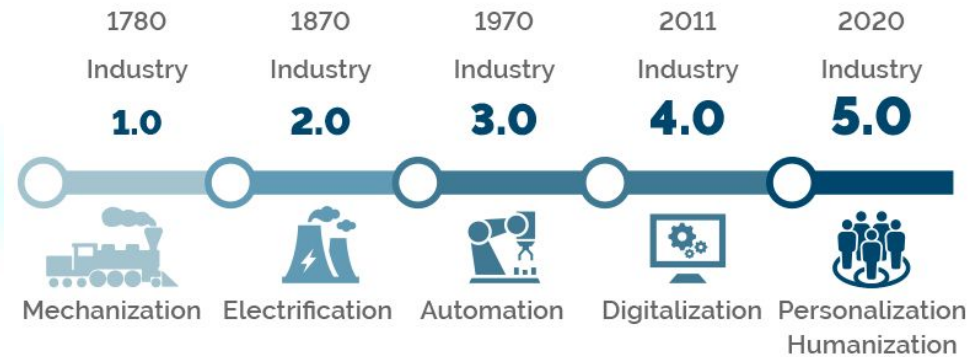 1780 1870 1970 2011 2020
Industry Industry Industry Industry Industry
1.0 2.0 3.0 4.0 5.0
Mechanization Electrification Automation Digitalization Personalization
Humanization